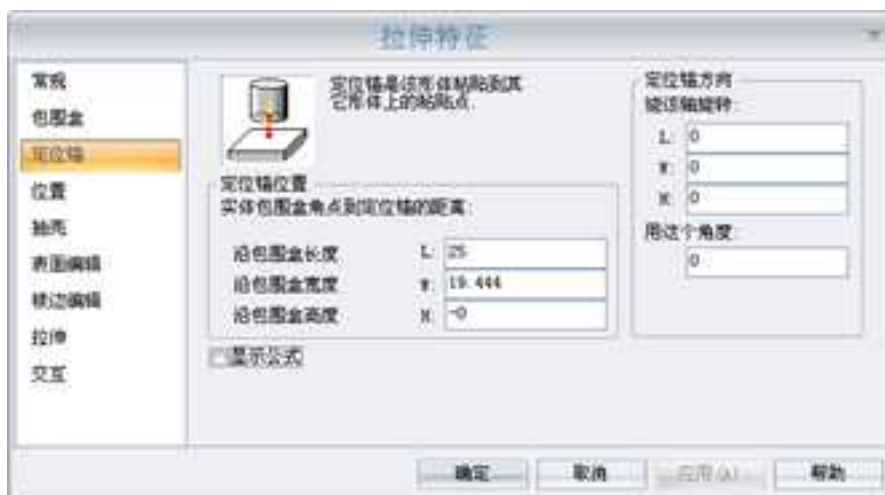 拉伸特征
常规
包围盒
定位锚
位置
抽壳
表面编辑
棱边编辑
拉伸
交互
定位锚是该形体粘贴到其
它形体上的粘贴点.
定位锚位置
实体包围盒角点到定位锚的距离:
沿包围盒长度 L: 25
沿包围盒宽度 W: 19.444
沿包围盒高度 H: -0
显示公式
定位锚方向
绕该轴旋转:
L: 0
W: 0
H: 0
用这个角度:
0
确定
取消
应用(A)
帮助